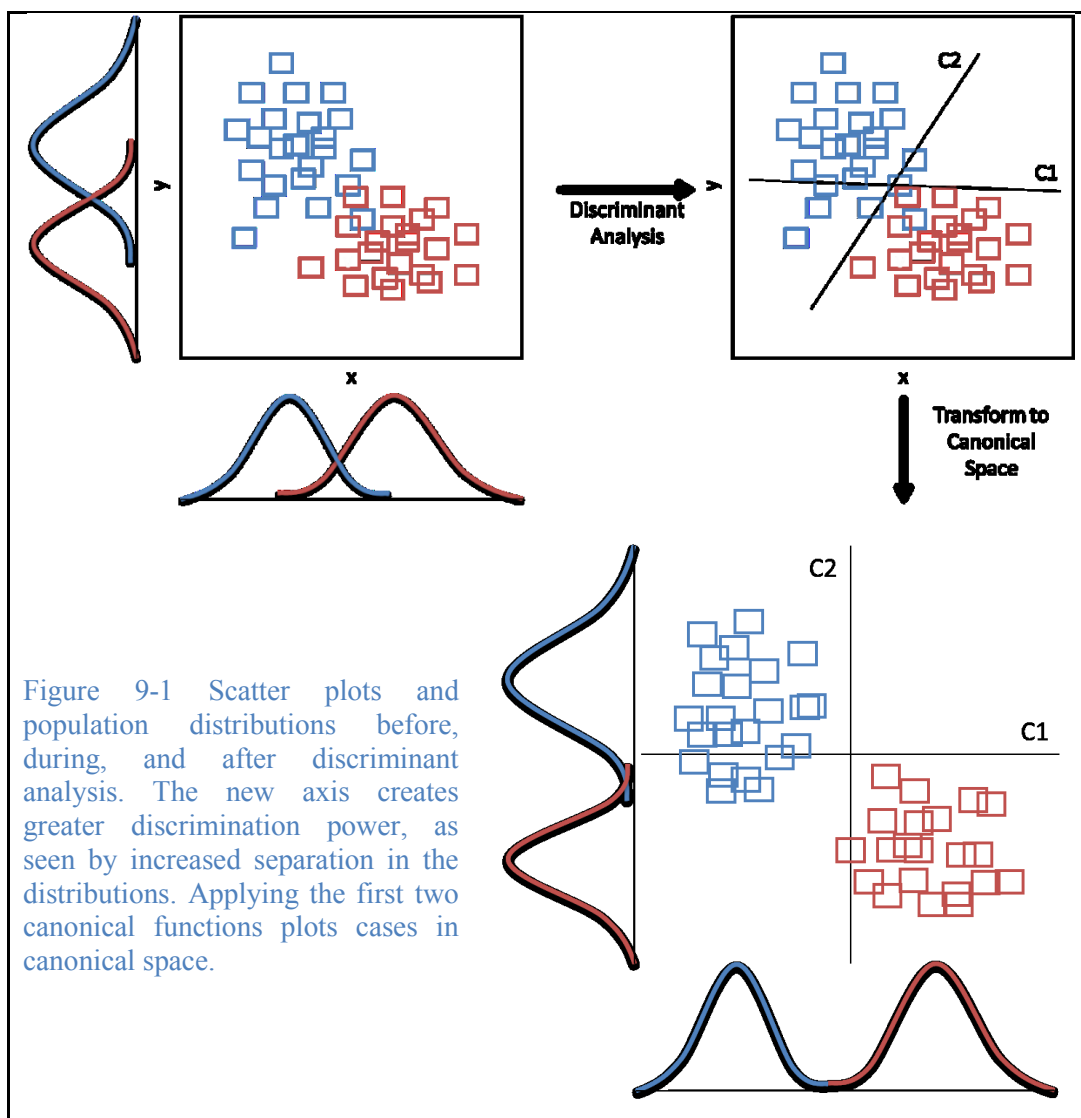 y
x
Discriminant
Analysis
C2
C1
y
x
Transform to
Canonical
Space
C2
C1
Figure 9-1 Scatter plots and
population distributions before,
during, and after discriminant
analysis. The new axis creates
greater discrimination power, as
seen by increased separation in the
distributions. Applying the first two
canonical functions plots cases in
canonical space.